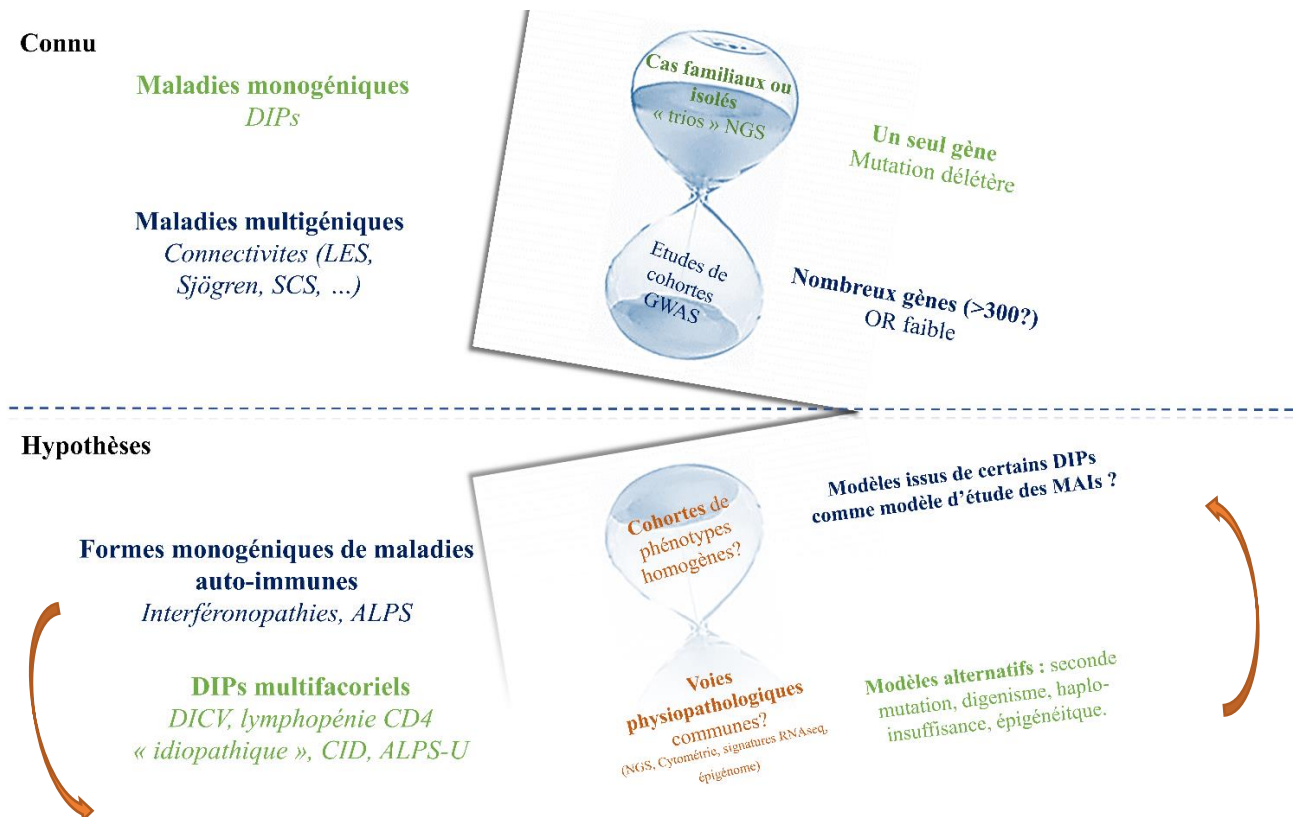 Connu
Maladies monogéniques
DIPs
Cas familiaux ou
isolés
« trios » NGS
Un seul gène
Mutation délétère
Maladies multigéniques
Connectivites (LES,
Sjögren, SCS, ...)
Etudes de
cohortes
GWAS
Nombreux gènes (>300?)
OR faible
Hypothèses
Formes monogéniques de maladies
auto-immunes
Interféronopathies, ALPS
Cohortes de
phénotypes
homogènes?
Modèles issus de certains DIPs
comme modèle d'étude des MAIs ?
DIPs multifacoriels
DICV, lymphopénie CD4
« idiopathique », CID, ALPS-U
Voies
physiopathologiques
communes?
(NGS, Cytométrie, signatures RNAseq,
épigénome)
Modèles alternatifs : seconde
mutation, digenisme, haplo-
insuffisance, épigénéitque.